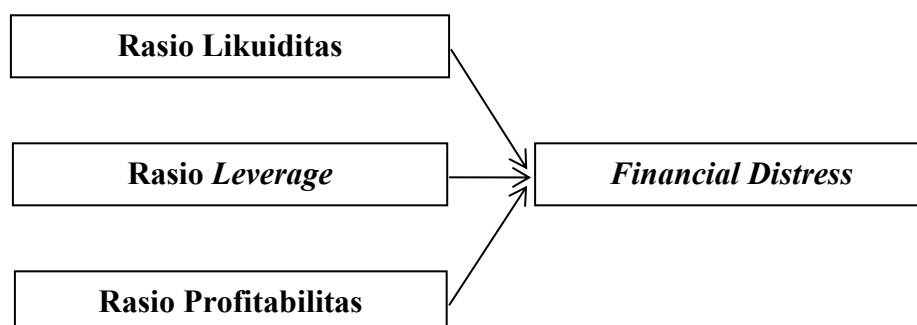 Rasio Likuiditas
Rasio Leverage
Financial Distress
Rasio Profitabilitas